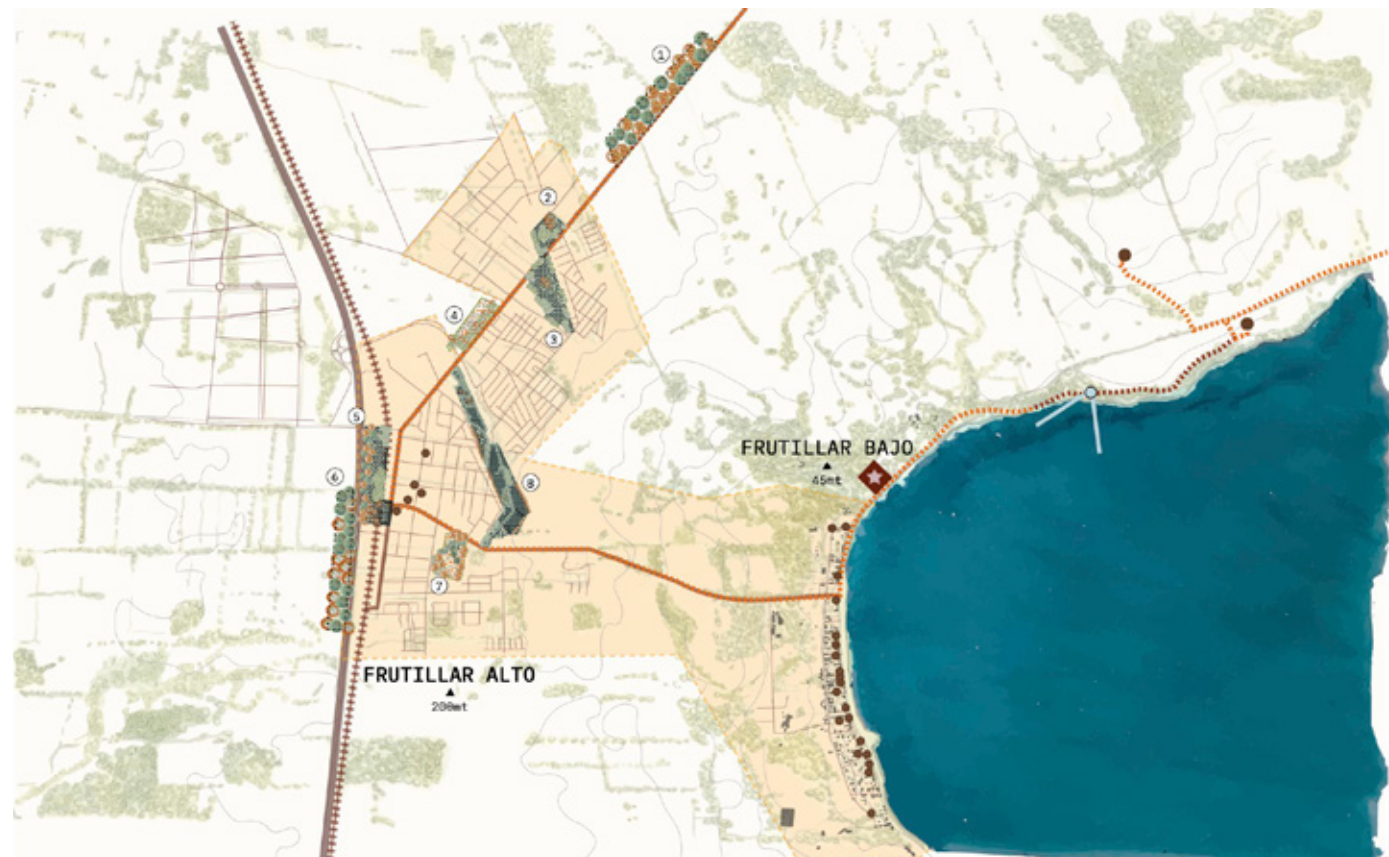 ①
②
③
④
⑤
⑥
⑦
⑧
FRUTILLAR BAJO
▲
45mt
FRUTILLAR ALTO
▲
200mt